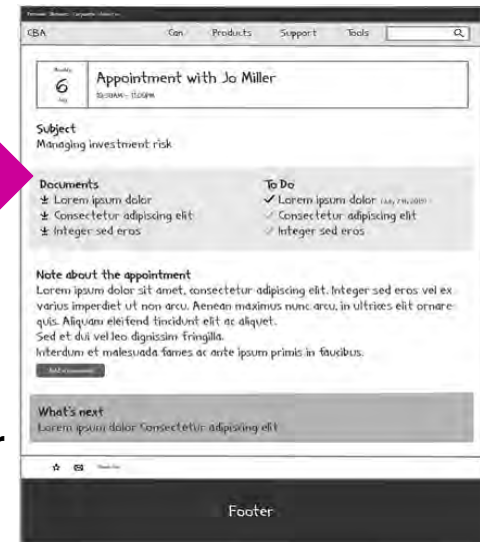 CBA Can Products Support Tools
Monday
6
July
Appointment with Jo Miller
Subject
Managing investment risk
Documents
Lorem ipsum dolor
Consectetur adipiscing elit
Integer sed eros
To Do
Lorem ipsum dolor
Consectetur adipiscing elit
Integer sed eros
Note about the appointment
Lorem ipsum dolor sit amet, consectetur adipiscing elit. Integer sed eros vel ex
varius imperdiet ut non arcu. Aenean maximus nunc arcu, in ultrices elit ornare
quis. Aliquam eleifend tincidunt elit ac aliquet.
Sed et dui vel leo dignissim fringilla.
Interdum et malesuada fames ac ante ipsum primis in faucibus.
What's next
Lorem ipsum dolor Consectetur adipiscing elit
Footer